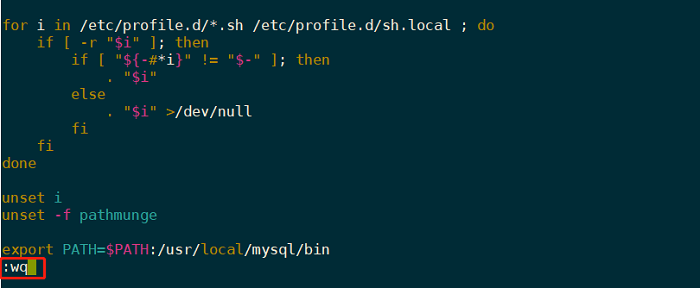 for i in /etc/profile.d/*.sh /etc/profile.d/sh.local ; do
    if [ -r "$i" ]; then
        if [ "${-#*i}" != "$-" ]; then
            . "$i"
        else
            . "$i" >/dev/null
        fi
    fi
done
unset i
unset -f pathmunge
export PATH=$PATH:/usr/local/mysql/bin
:wq